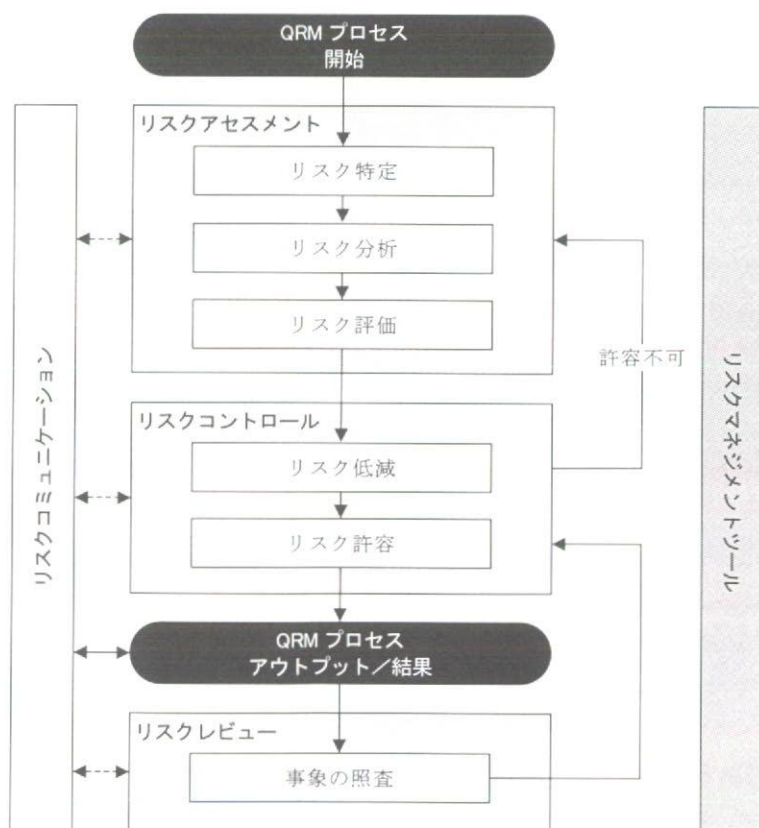 QRM プロセス
開始
リスクアセスメント
リスク特定
リスク分析
リスク評価
許容不可
リスクコントロール
リスク低減
リスク許容
QRM プロセス
アウトプット／結果
リスクレビュー
事象の照査
リスクコミュニケーション
リスクマネジメントツール